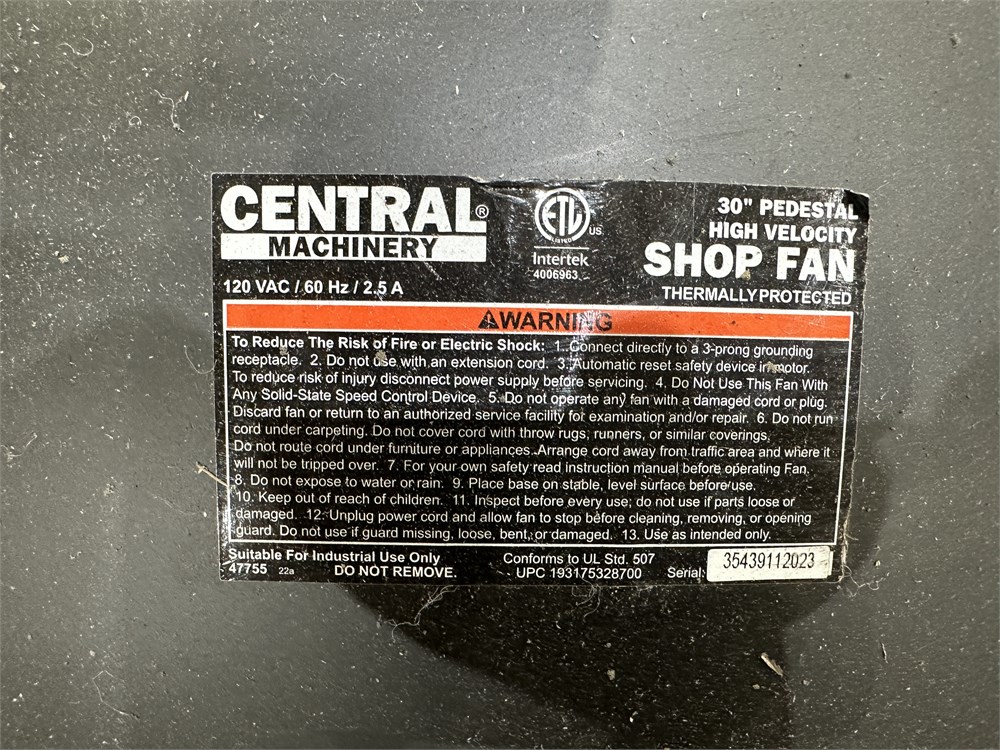 CENTRAL®
MACHINERY
ETL LISTED US
Intertek
4006963
30" PEDESTAL
HIGH VELOCITY
SHOP FAN
THERMALLY PROTECTED
120 VAC / 60 Hz / 2.5 A
⚠WARNING
To Reduce The Risk of Fire or Electric Shock: 1. Connect directly to a 3-prong grounding
receptacle. 2. Do not use with an extension cord. 3. Automatic reset safety device in motor.
To reduce risk of injury disconnect power supply before servicing. 4. Do Not Use This Fan With
Any Solid-State Speed Control Device. 5. Do not operate any fan with a damaged cord or plug.
Discard fan or return to an authorized service facility for examination and/or repair. 6. Do not run
cord under carpeting. Do not cover cord with throw rugs, runners, or similar coverings.
Do not route cord under furniture or appliances. Arrange cord away from traffic area and where it
will not be tripped over. 7. For your own safety read instruction manual before operating Fan.
8. Do not expose to water or rain. 9. Place base on stable, level surface before use.
10. Keep out of reach of children. 11. Inspect before every use; do not use if parts loose or
damaged. 12. Unplug power cord and allow fan to stop before cleaning, removing, or opening
guard. Do not use if guard missing, loose, bent, or damaged. 13. Use as intended only.
Suitable For Industrial Use Only
47755 22a DO NOT REMOVE.
Conforms to UL Std. 507
UPC 193175328700
Serial: 35439112023